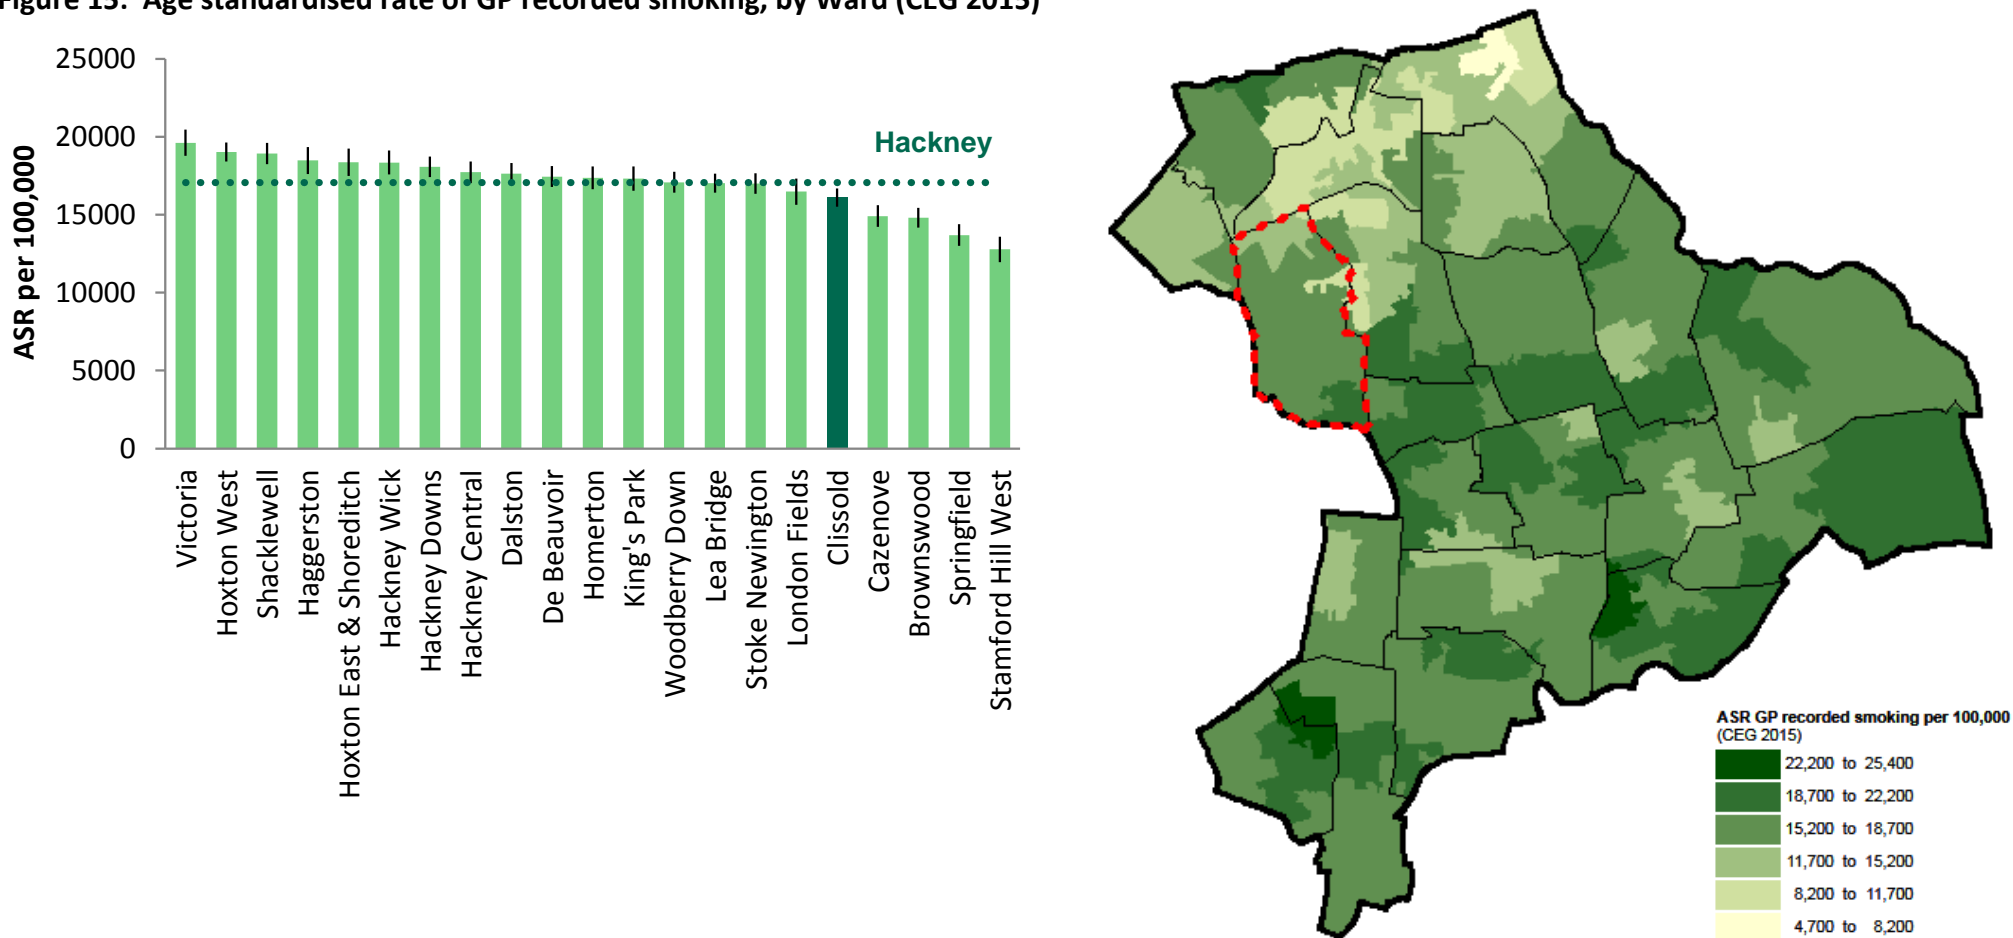 Figure 15: Age standardised rate of GP recorded smoking, by Ward (CEG 2015)
25000
20000
15000
10000
5000
0
ASR per 100,000
Hackney
Victoria
Hoxton West
Shacklewell
Haggerston
Hoxton East & Shoreditch
Hackney Wick
Hackney Downs
Hackney Central
Dalston
De Beauvoir
Homerton
King's Park
Woodberry Down
Lea Bridge
Stoke Newington
London Fields
Clissold
Cazenove
Brownswood
Springfield
Stamford Hill West
ASR GP recorded smoking per 100,000
(CEG 2015)
22,200 to 25,400
18,700 to 22,200
15,200 to 18,700
11,700 to 15,200
8,200 to 11,700
4,700 to 8,200